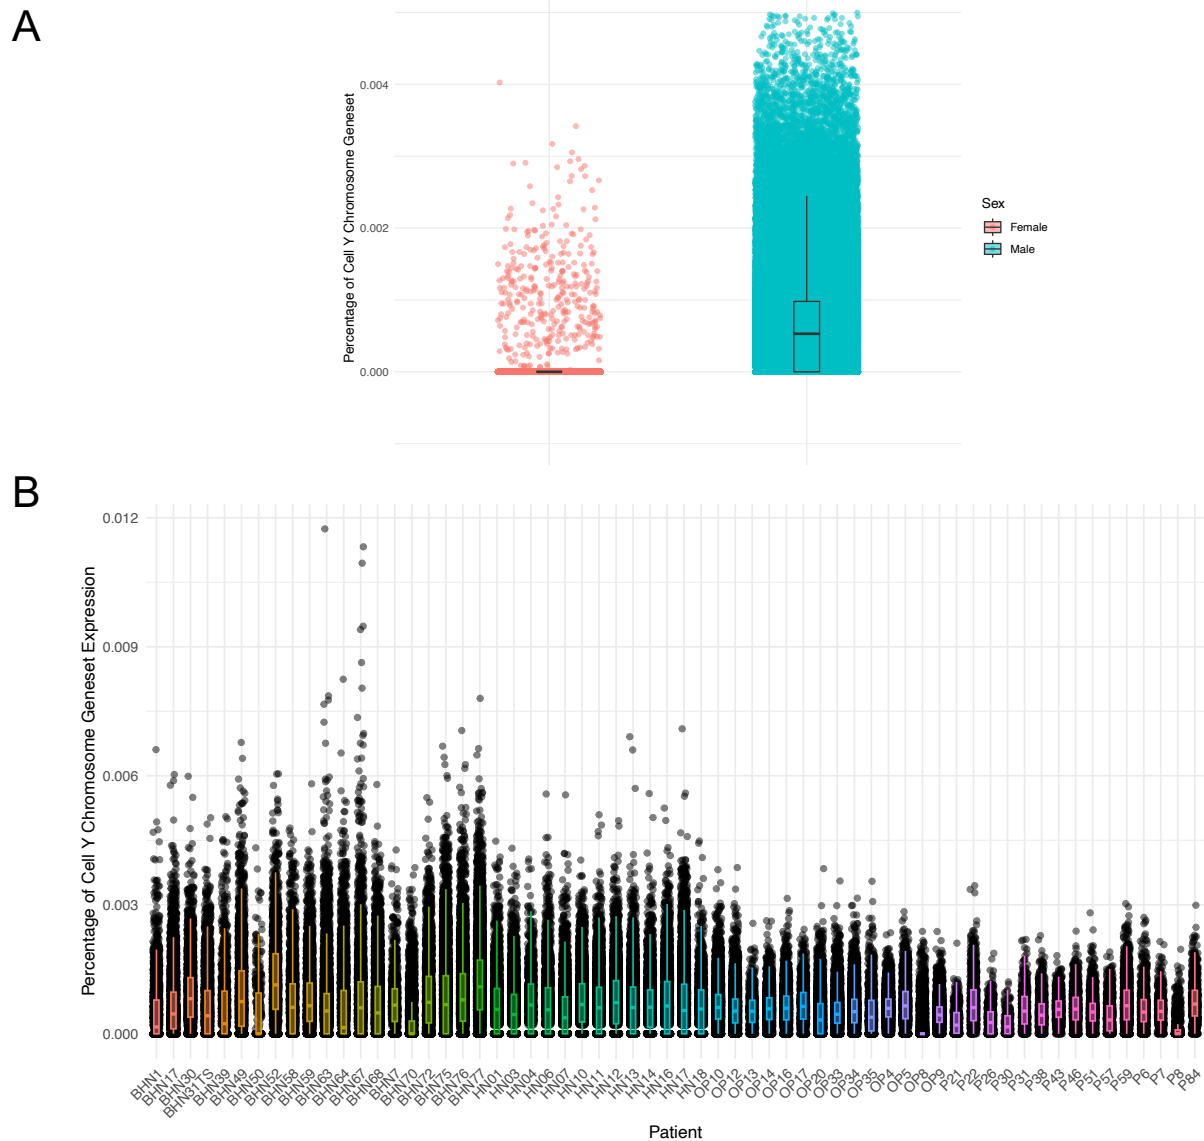 A
Percentage of Cell Y Chromosome Geneset
0.004
0.002
0.000
Sex
Female
Male
B
Percentage of Cell Y Chromosome Geneset Expression
0.012
0.009
0.006
0.003
0.000
BHN1 BHN17 BHN30 BHN31TS BHN39 BHN49 BHN50 BHN52 BHN58 BHN59 BHN63 BHN64 BHN67 BHN68 BHN7 BHN70 BHN72 BHN75 BHN76 BHN77 HN01 HN03 HN04 HN06 HN07 HN10 HN11 HN12 HN13 HN14 HN16 HN17 HN18 OP10 OP12 OP13 OP14 OP16 OP17 OP20 OP33 OP34 OP35 OP4 OP5 OP8 OP9 P21 P22 P26 P30 P31 P38 P43 P46 P51 P57 P59 P6 P7 P8 P84
Patient